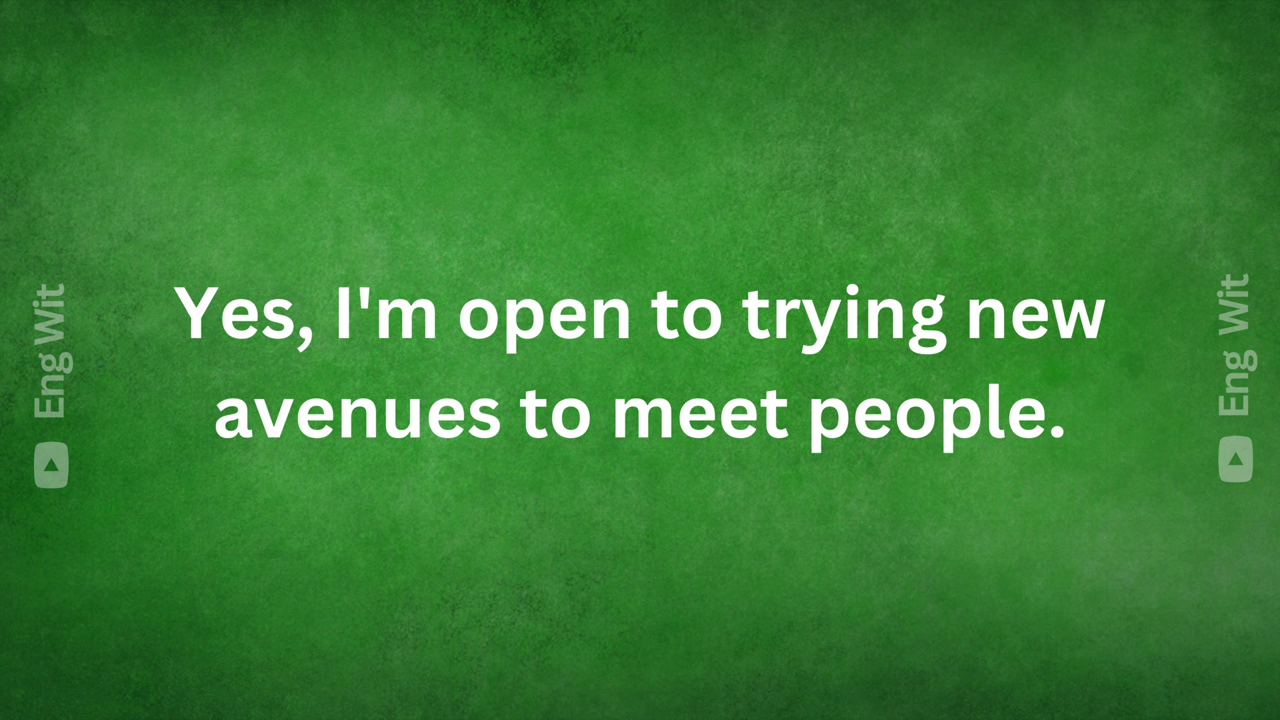 Yes, I'm open to trying new
avenues to meet people.
Eng Wit
Eng Wit